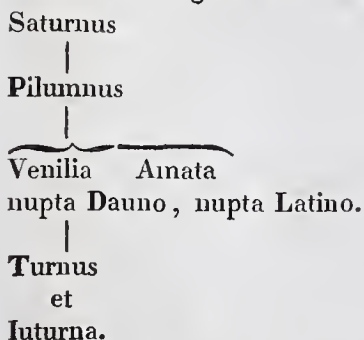 Saturnus
Pilumnus
Venilia Amata
nupta Dauno, nupta Latino.
Turnus
et
Iuturna.